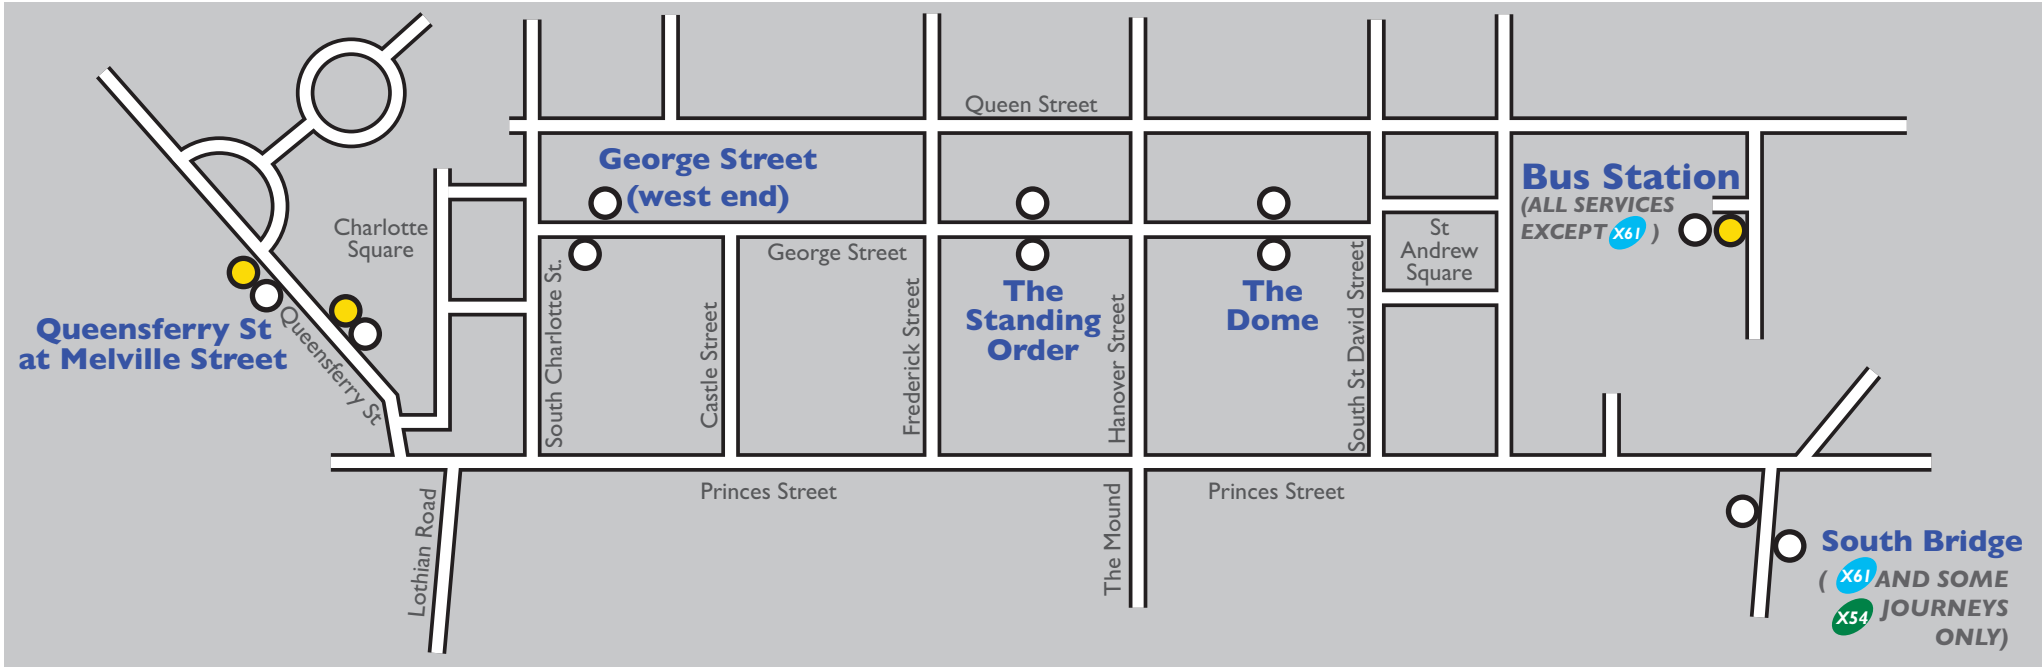 Queen Street
George Street
(west end)
Bus Station
(ALL SERVICES
EXCEPT X61 )
Charlotte
Square
George Street
St
Andrew
Square
South Charlotte St.
Castle Street
Frederick Street
Hanover Street
South St David Street
The
Standing
Order
The
Dome
Queensferry St
at Melville Street
Queensferry St
Princes Street
Princes Street
Lothian Road
The Mound
South Bridge
( X61 AND SOME
X54 JOURNEYS
ONLY)